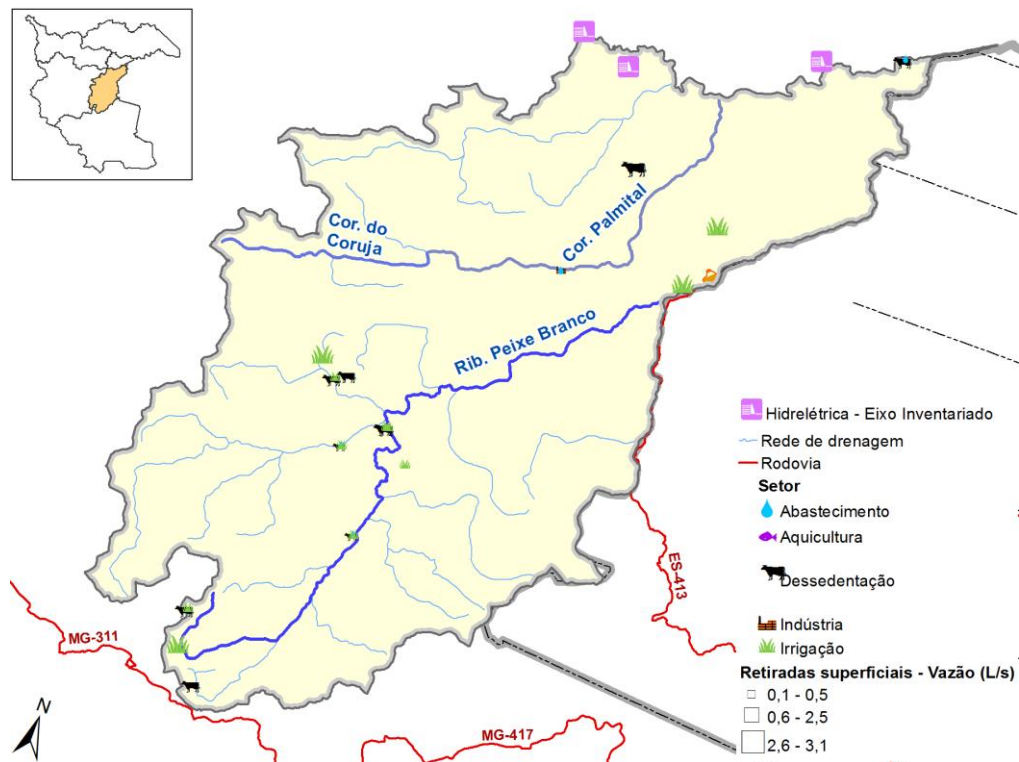 Cor. do
Coruja
Cor. Palmital
Rib. Peixe Branco
Hidrelétrica - Eixo Inventariado
Rede de drenagem
Rodovia
Setor
Abastecimento
Aquicultura
Dessedentação
Indústria
Irrigação
Retiradas superficiais - Vazão (L/s)
0,1 - 0,5
0,6 - 2,5
2,6 - 3,1
ES-413
MG-311
MG-417
N